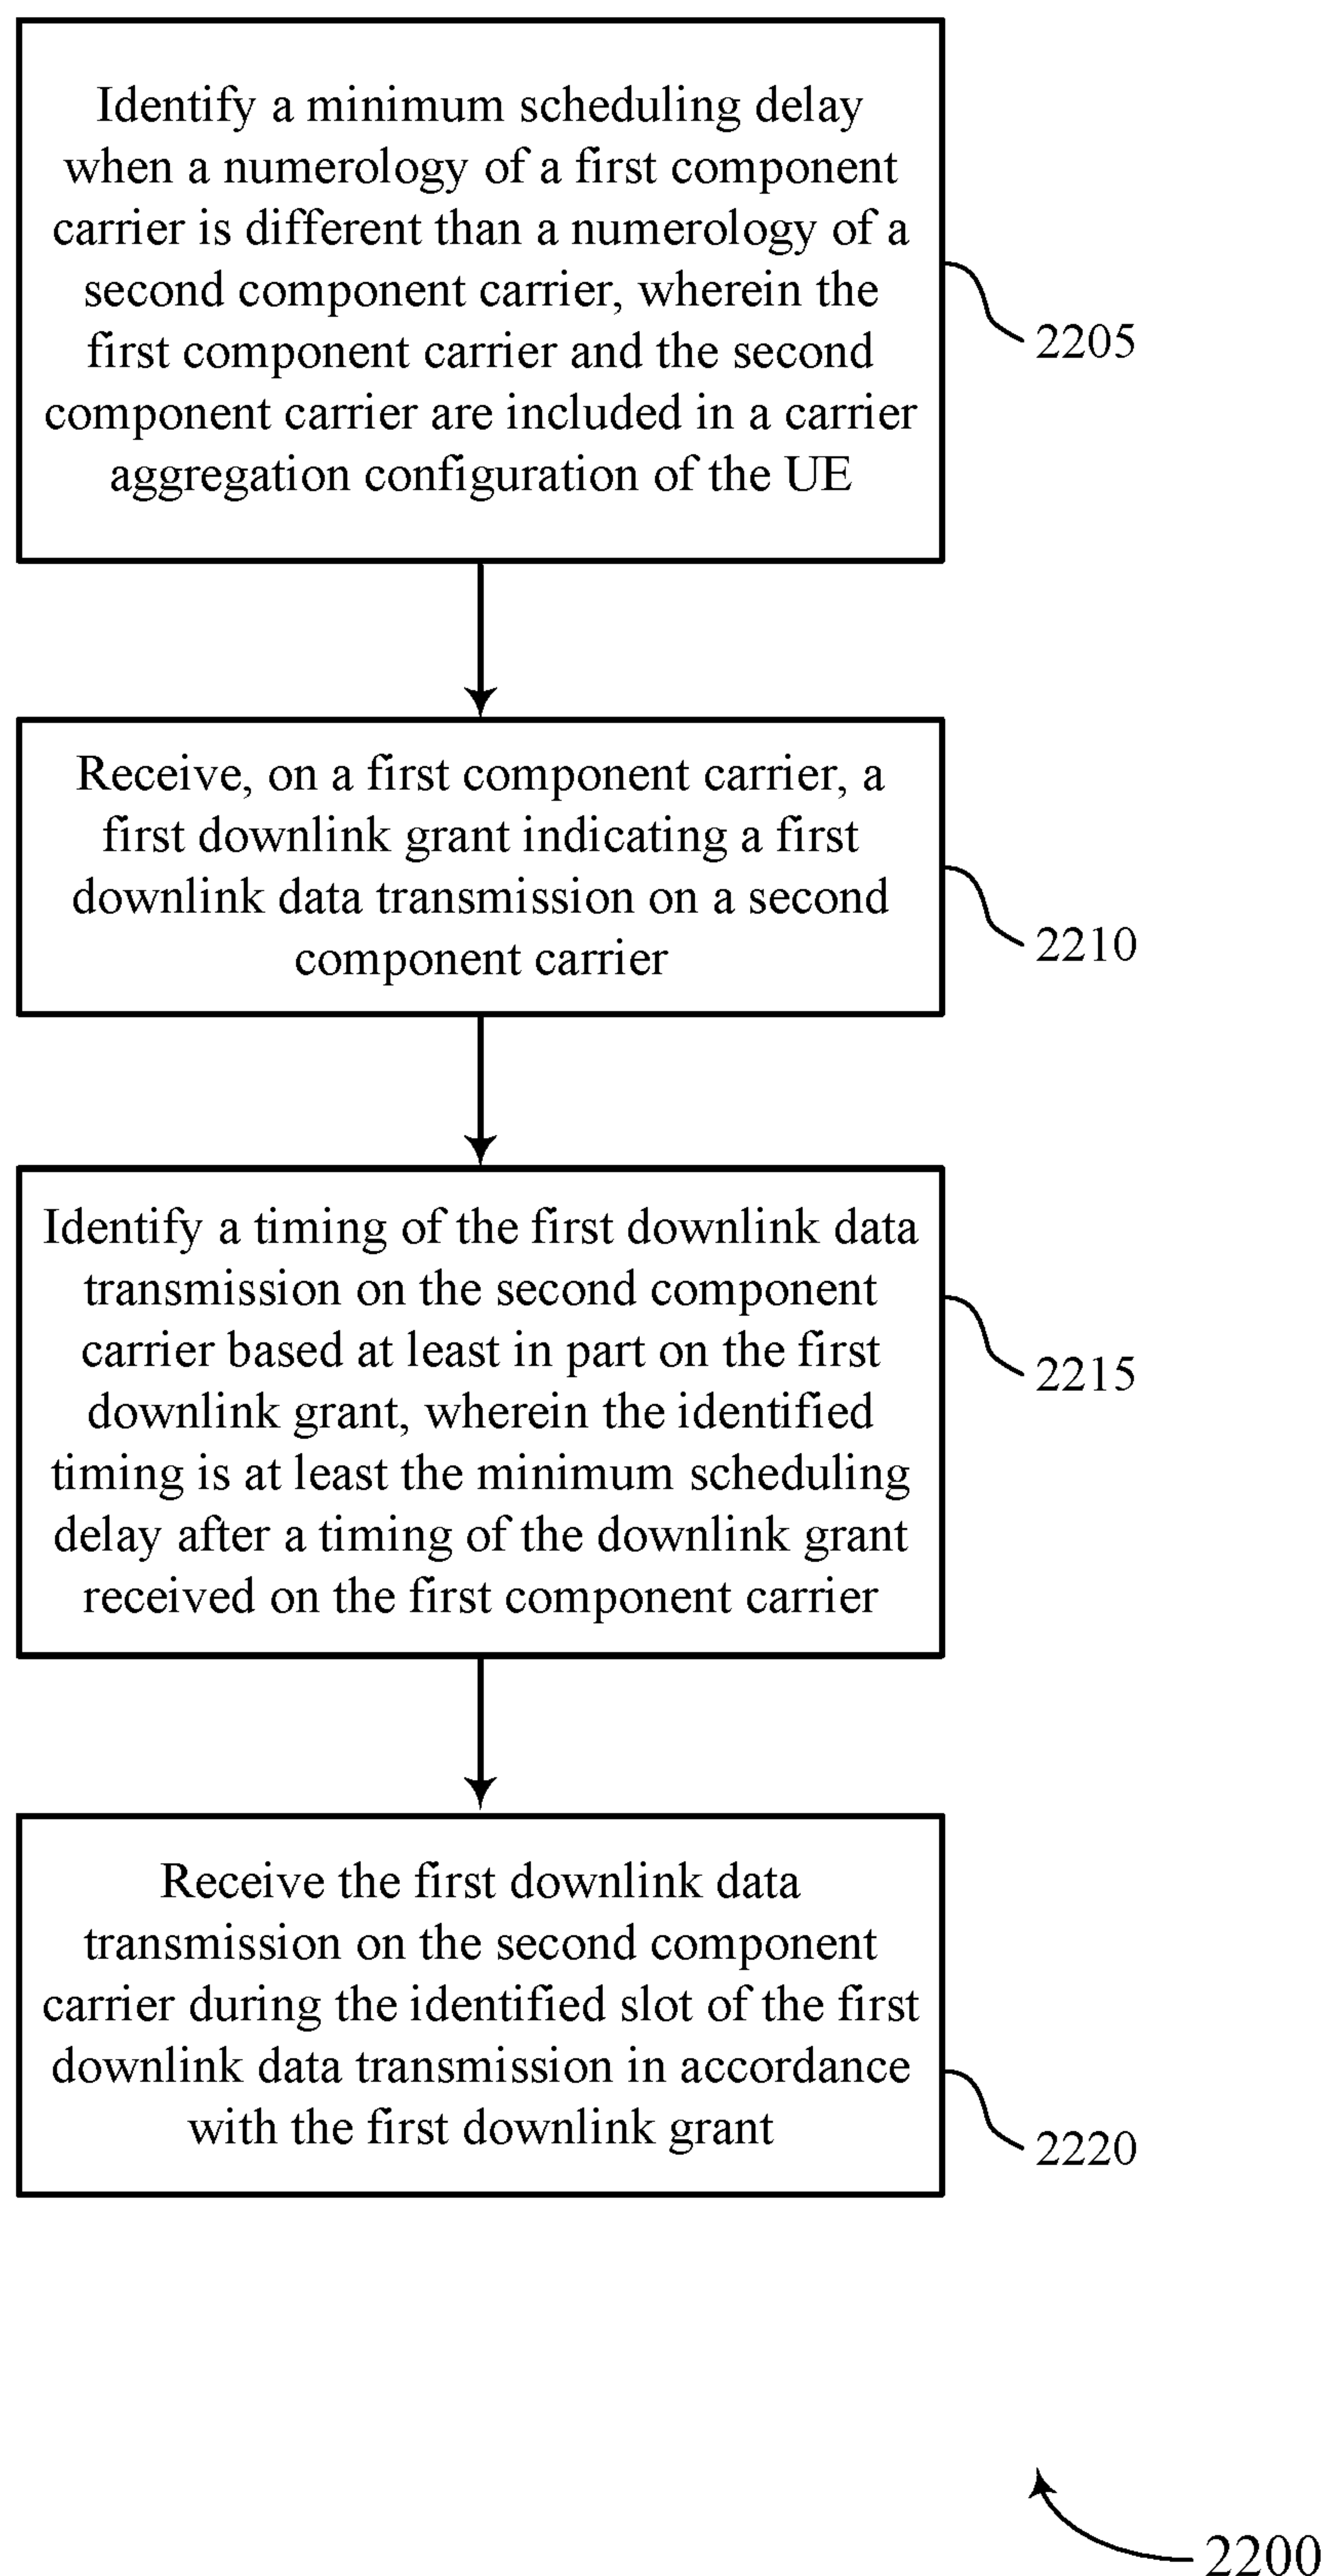 Identify a minimum scheduling delay
when a numerology of a first component
carrier is different than a numerology of a
second component carrier, wherein the
first component carrier and the second
component carrier are included in a carrier
aggregation configuration of the UE
2205
Receive, on a first component carrier, a
first downlink grant indicating a first
downlink data transmission on a second
component carrier
2210
Identify a timing of the first downlink data
transmission on the second component
carrier based at least in part on the first
downlink grant, wherein the identified
timing is at least the minimum scheduling
delay after a timing of the downlink grant
received on the first component carrier
2215
Receive the first downlink data
transmission on the second component
carrier during the identified slot of the first
downlink data transmission in accordance
with the first downlink grant
2220
2200